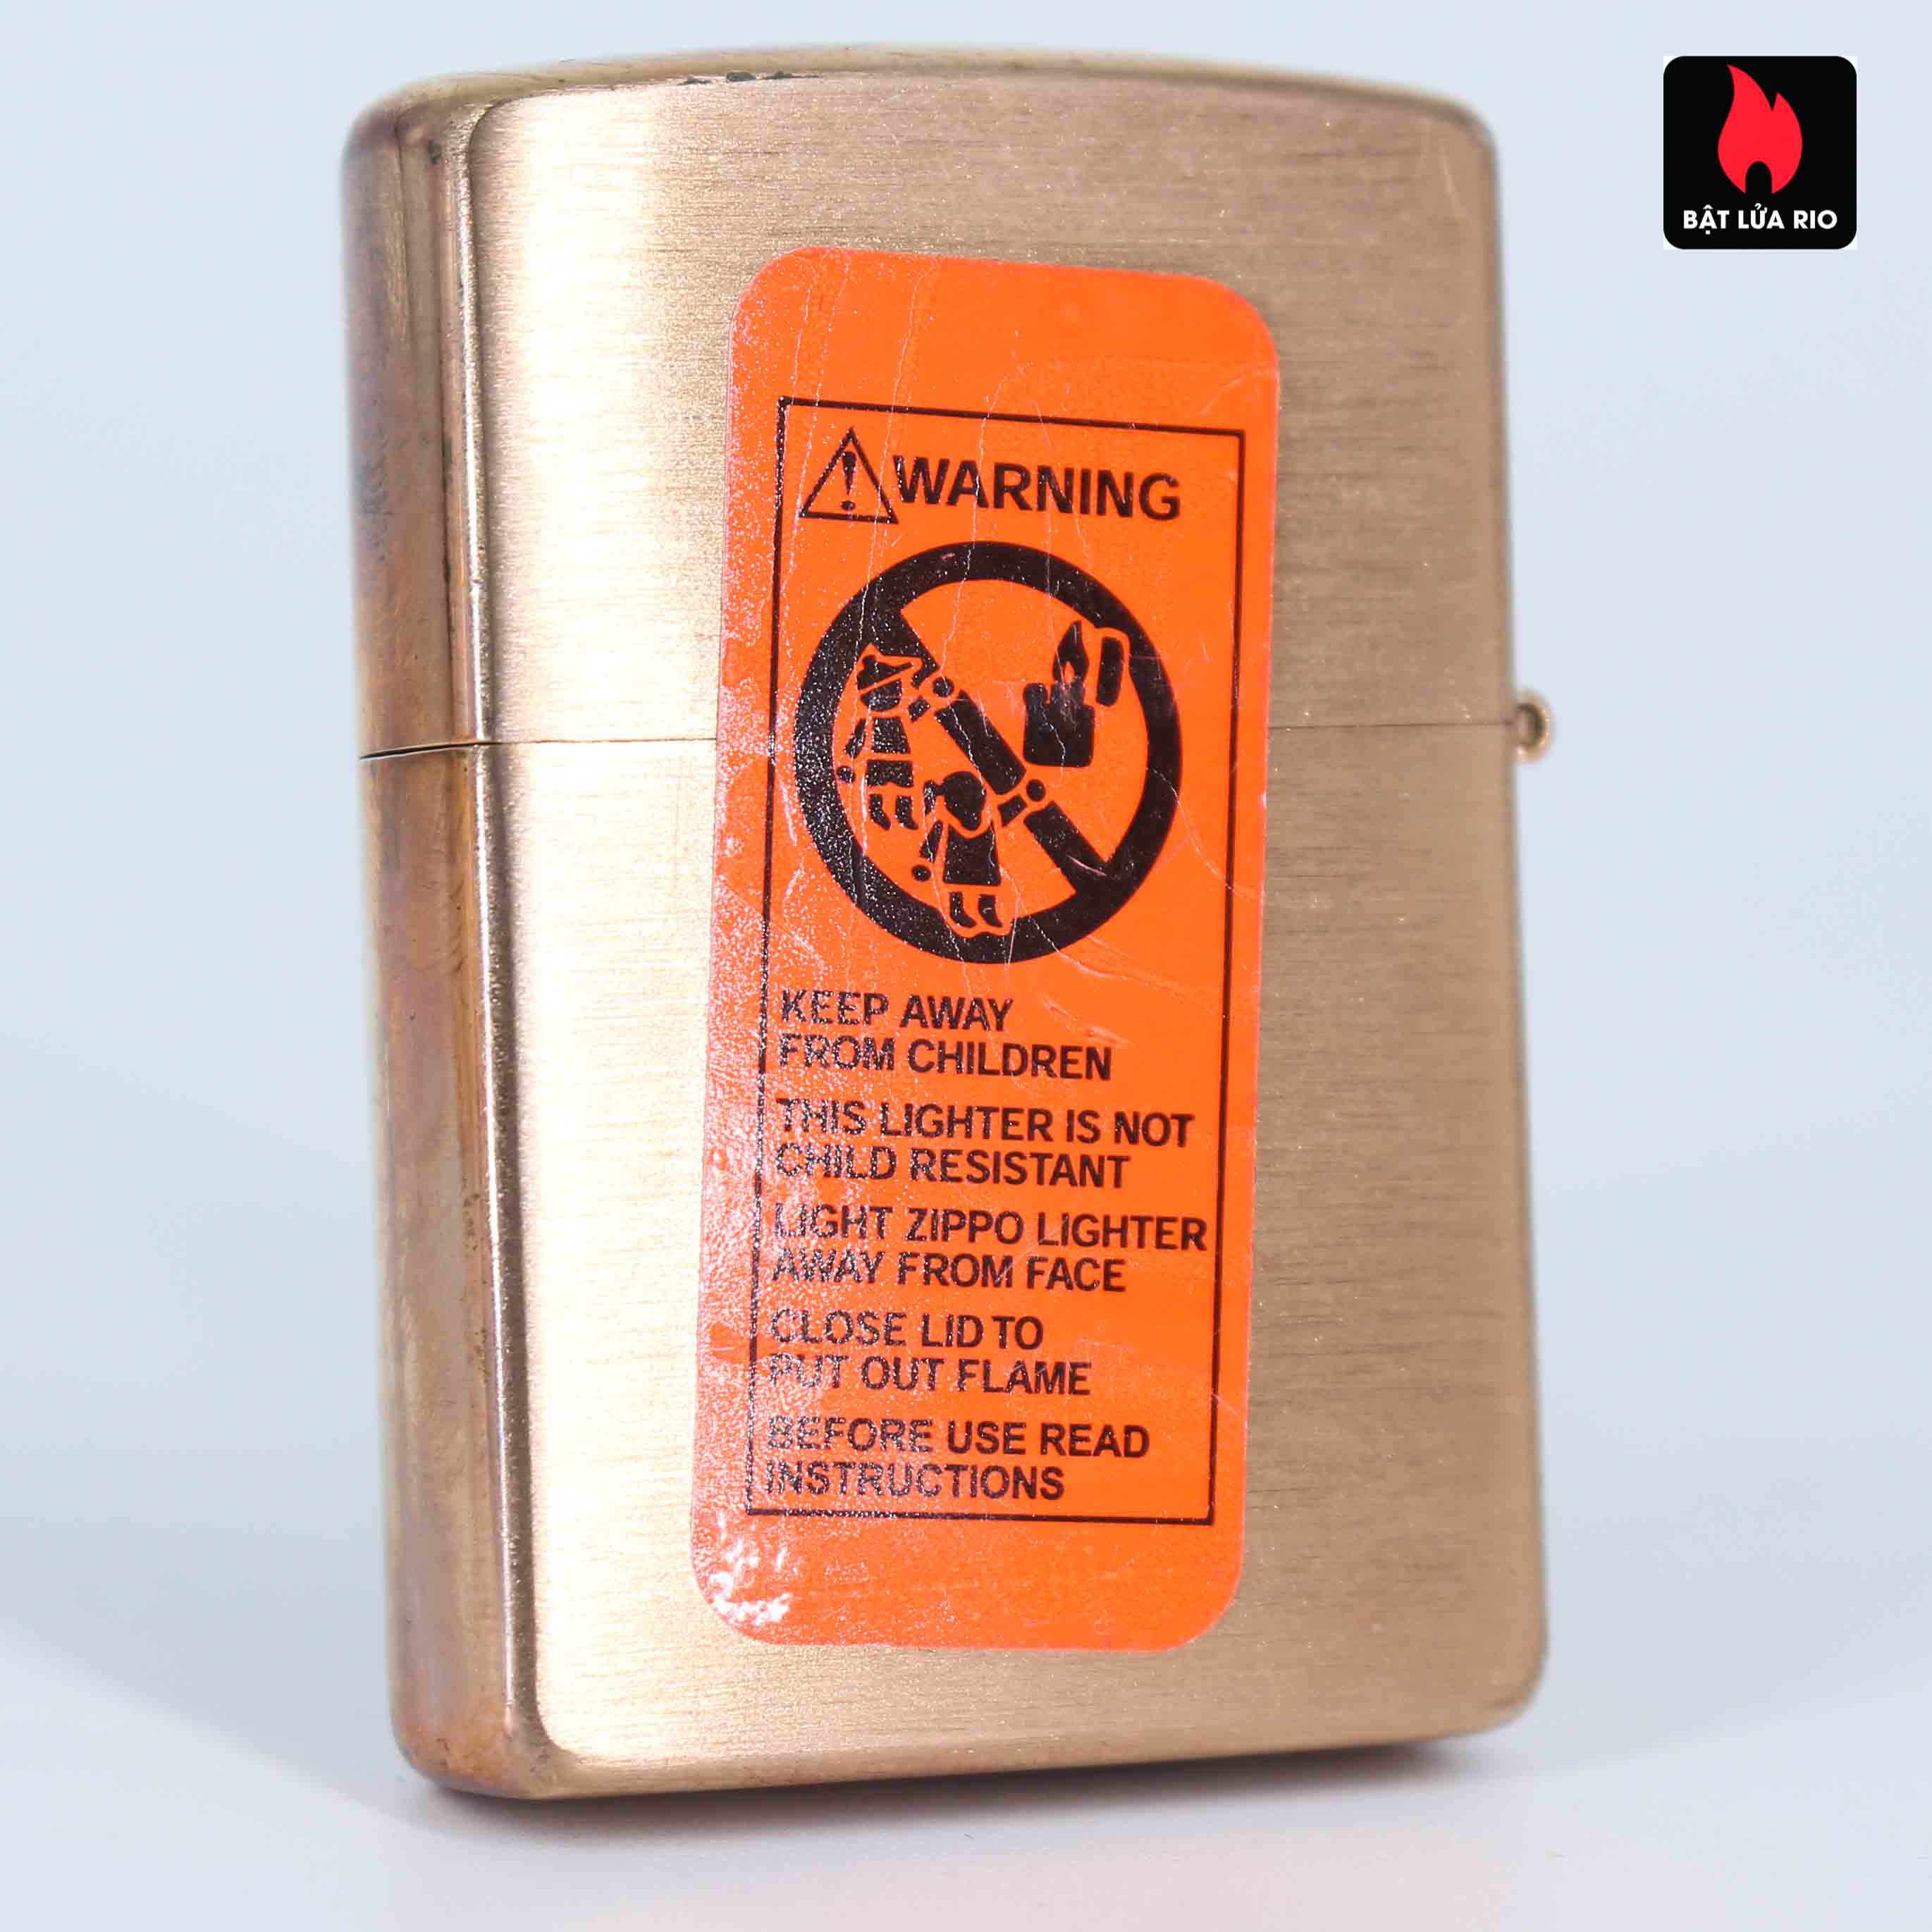 BẬT LỬA RIO
WARNING
KEEP AWAY
FROM CHILDREN
THIS LIGHTER IS NOT
CHILD RESISTANT
LIGHT ZIPPO LIGHTER
AWAY FROM FACE
CLOSE LID TO
PUT OUT FLAME
BEFORE USE READ
INSTRUCTIONS